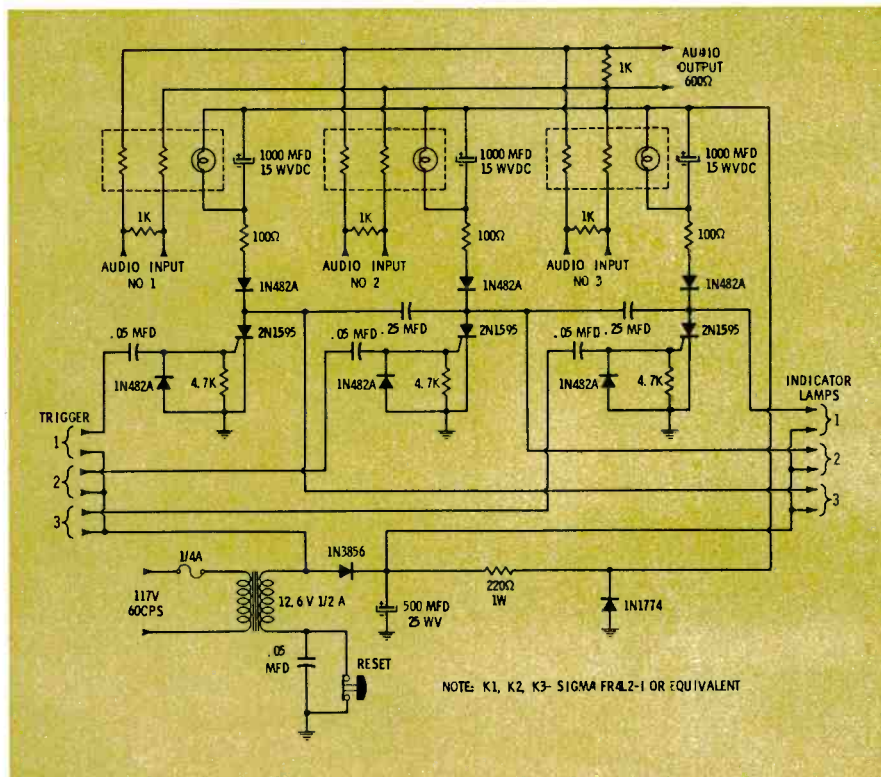 AUDIO
OUTPUT
600Ω
1K
1000 MFD
15 WVDC
1000 MFD
15 WVDC
1000 MFD
15 WVDC
1K
1K
1K
100Ω
100Ω
100Ω
AUDIO INPUT
NO 1
AUDIO INPUT
NO 2
AUDIO INPUT
NO 3
1N482A
1N482A
1N482A
.05 MFD
2N1595
.05 MFD
.25 MFD
2N1595
.05 MFD
.25 MFD
2N1595
1N482A
4.7K
1N482A
4.7K
1N482A
4.7K
TRIGGER
1
2
3
INDICATOR
LAMPS
1
2
3
1/4A
117V
60CPS
12.6V 1/2 A
1N3856
500 MFD
25 WV
220Ω
1W
1N1774
.05
MFD
RESET
NOTE: K1, K2, K3- SIGMA FR4L2-1 OR EQUIVALENT